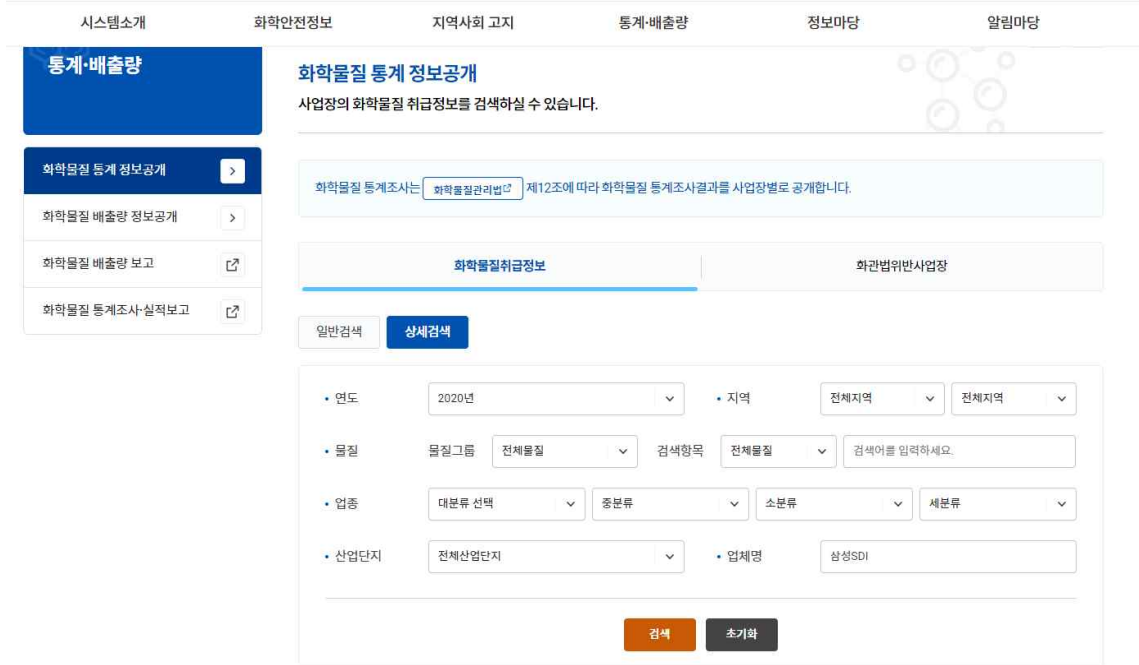 시스템소개 화학안전정보 지역사회 고지 통계·배출량 정보마당 알림마당
통계·배출량
화학물질 통계 정보공개
화학물질 배출량 정보공개
화학물질 배출량 보고
화학물질 통계조사·실적보고
화학물질 통계 정보공개
사업장의 화학물질 취급정보를 검색하실 수 있습니다.
화학물질 통계조사는 화학물질관리법 제12조에 따라 화학물질 통계조사결과를 사업장별로 공개합니다.
화학물질취급정보 화관법위반사업장
일반검색 상세검색
• 연도 2020년 • 지역 전체지역 전체지역
• 물질 물질그룹 전체물질 검색항목 전체물질 검색어를 입력하세요.
• 업종 대분류 선택 중분류 소분류 세분류
• 산업단지 전체산업단지 • 업체명 삼성SDI
검색 초기화